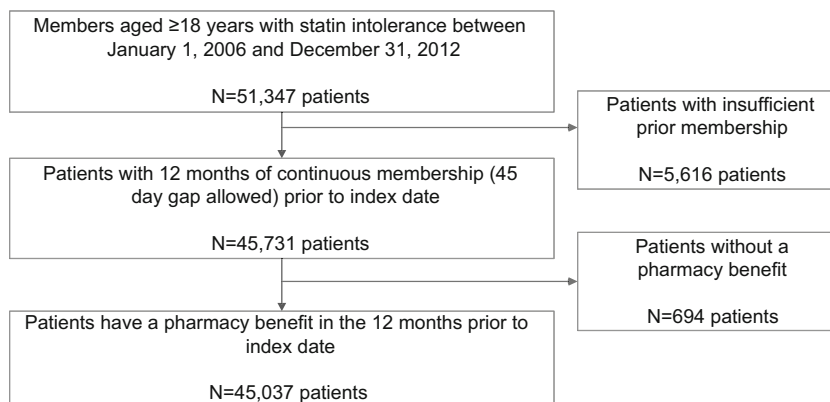 Members aged ≥18 years with statin intolerance between
January 1, 2006 and December 31, 2012
N=51,347 patients
Patients with insufficient
prior membership
N=5,616 patients
Patients with 12 months of continuous membership (45
day gap allowed) prior to index date
N=45,731 patients
Patients without a
pharmacy benefit
N=694 patients
Patients have a pharmacy benefit in the 12 months prior to
index date
N=45,037 patients